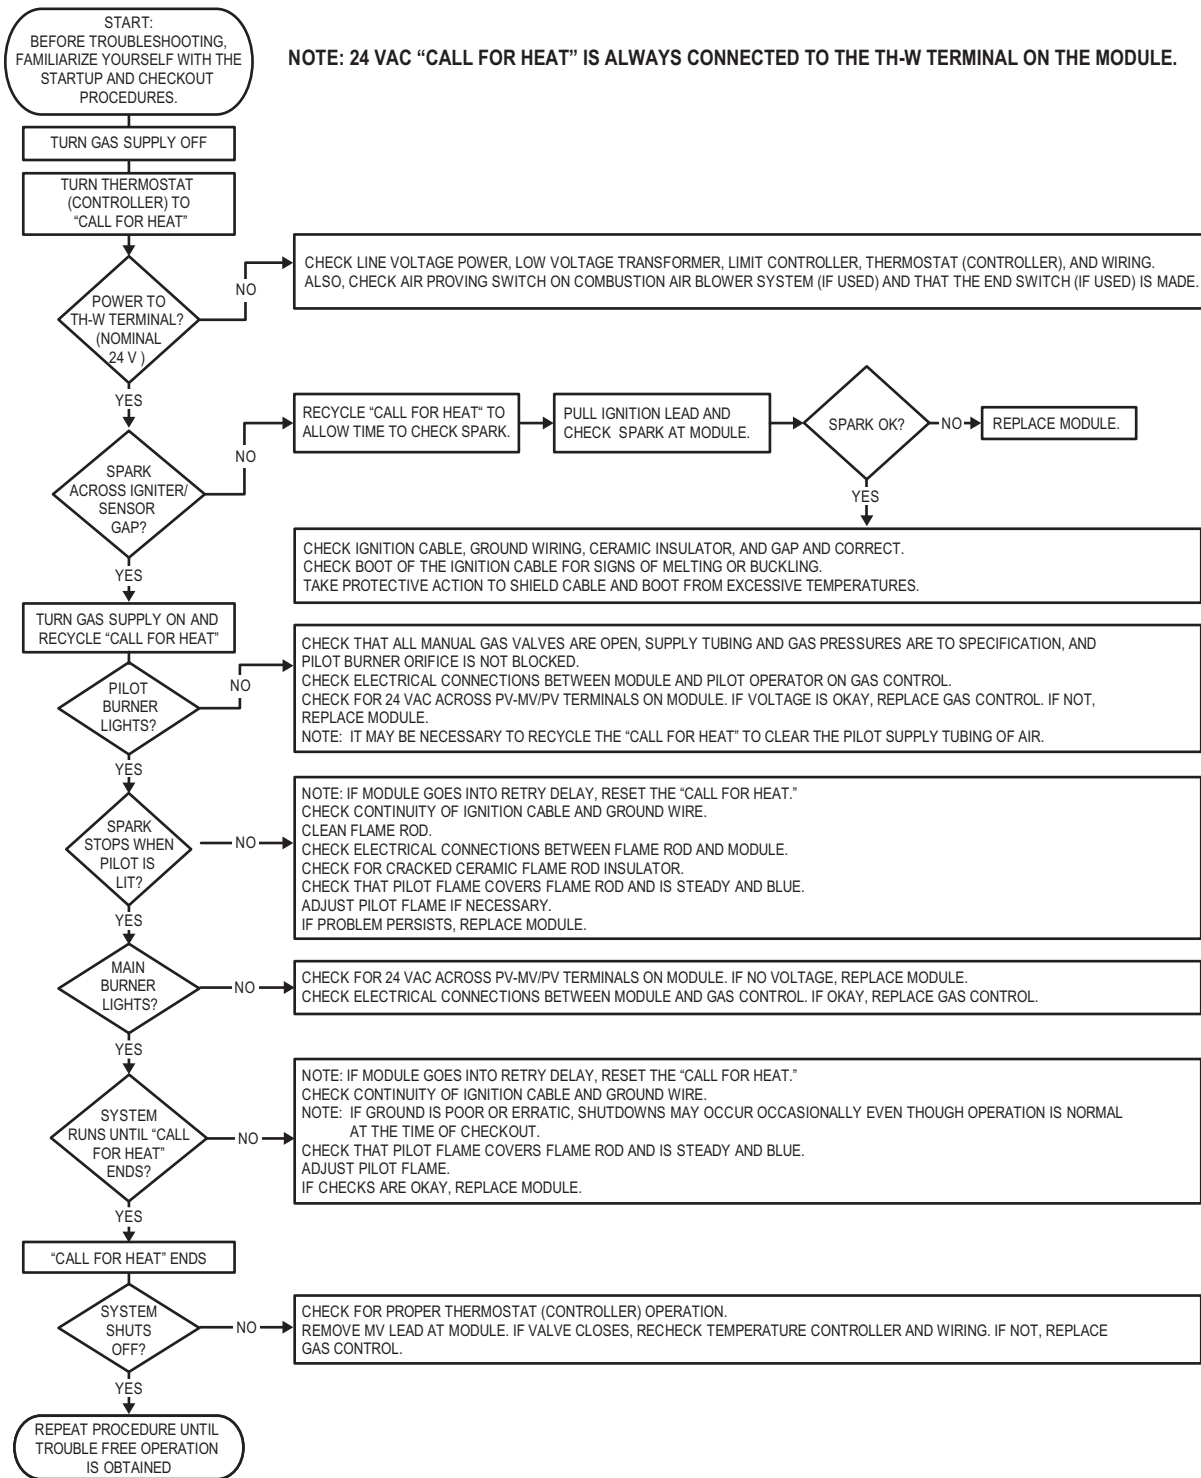 START:
BEFORE TROUBLESHOOTING,
FAMILIARIZE YOURSELF WITH THE
STARTUP AND CHECKOUT
PROCEDURES.
NOTE: 24 VAC “CALL FOR HEAT” IS ALWAYS CONNECTED TO THE TH-W TERMINAL ON THE MODULE.
TURN GAS SUPPLY OFF
TURN THERMOSTAT
(CONTROLLER) TO
“CALL FOR HEAT”
POWER TO
TH-W TERMINAL?
(NOMINAL
24 V )
NO
CHECK LINE VOLTAGE POWER, LOW VOLTAGE TRANSFORMER, LIMIT CONTROLLER, THERMOSTAT (CONTROLLER), AND WIRING.
ALSO, CHECK AIR PROVING SWITCH ON COMBUSTION AIR BLOWER SYSTEM (IF USED) AND THAT THE END SWITCH (IF USED) IS MADE.
YES
SPARK
ACROSS IGNITER/
SENSOR
GAP?
NO
RECYCLE “CALL FOR HEAT“ TO
ALLOW TIME TO CHECK SPARK.
PULL IGNITION LEAD AND
CHECK SPARK AT MODULE.
SPARK OK?
NO
REPLACE MODULE.
YES
CHECK IGNITION CABLE, GROUND WIRING, CERAMIC INSULATOR, AND GAP AND CORRECT.
CHECK BOOT OF THE IGNITION CABLE FOR SIGNS OF MELTING OR BUCKLING.
TAKE PROTECTIVE ACTION TO SHIELD CABLE AND BOOT FROM EXCESSIVE TEMPERATURES.
YES
TURN GAS SUPPLY ON AND
RECYCLE “CALL FOR HEAT”
PILOT
BURNER
LIGHTS?
NO
CHECK THAT ALL MANUAL GAS VALVES ARE OPEN, SUPPLY TUBING AND GAS PRESSURES ARE TO SPECIFICATION, AND
PILOT BURNER ORIFICE IS NOT BLOCKED.
CHECK ELECTRICAL CONNECTIONS BETWEEN MODULE AND PILOT OPERATOR ON GAS CONTROL.
CHECK FOR 24 VAC ACROSS PV-MV/PV TERMINALS ON MODULE. IF VOLTAGE IS OKAY, REPLACE GAS CONTROL. IF NOT,
REPLACE MODULE.
NOTE: IT MAY BE NECESSARY TO RECYCLE THE “CALL FOR HEAT” TO CLEAR THE PILOT SUPPLY TUBING OF AIR.
YES
SPARK
STOPS WHEN
PILOT IS
LIT?
NO
NOTE: IF MODULE GOES INTO RETRY DELAY, RESET THE “CALL FOR HEAT.”
CHECK CONTINUITY OF IGNITION CABLE AND GROUND WIRE.
CLEAN FLAME ROD.
CHECK ELECTRICAL CONNECTIONS BETWEEN FLAME ROD AND MODULE.
CHECK FOR CRACKED CERAMIC FLAME ROD INSULATOR.
CHECK THAT PILOT FLAME COVERS FLAME ROD AND IS STEADY AND BLUE.
ADJUST PILOT FLAME IF NECESSARY.
IF PROBLEM PERSISTS, REPLACE MODULE.
YES
MAIN
BURNER
LIGHTS?
NO
CHECK FOR 24 VAC ACROSS PV-MV/PV TERMINALS ON MODULE. IF NO VOLTAGE, REPLACE MODULE.
CHECK ELECTRICAL CONNECTIONS BETWEEN MODULE AND GAS CONTROL. IF OKAY, REPLACE GAS CONTROL.
YES
SYSTEM
RUNS UNTIL “CALL
FOR HEAT”
ENDS?
NO
NOTE: IF MODULE GOES INTO RETRY DELAY, RESET THE “CALL FOR HEAT.”
CHECK CONTINUITY OF IGNITION CABLE AND GROUND WIRE.
NOTE: IF GROUND IS POOR OR ERRATIC, SHUTDOWNS MAY OCCUR OCCASIONALLY EVEN THOUGH OPERATION IS NORMAL
AT THE TIME OF CHECKOUT.
CHECK THAT PILOT FLAME COVERS FLAME ROD AND IS STEADY AND BLUE.
ADJUST PILOT FLAME.
IF CHECKS ARE OKAY, REPLACE MODULE.
YES
“CALL FOR HEAT” ENDS
SYSTEM
SHUTS
OFF?
NO
CHECK FOR PROPER THERMOSTAT (CONTROLLER) OPERATION.
REMOVE MV LEAD AT MODULE. IF VALVE CLOSES, RECHECK TEMPERATURE CONTROLLER AND WIRING. IF NOT, REPLACE
GAS CONTROL.
YES
REPEAT PROCEDURE UNTIL
TROUBLE FREE OPERATION
IS OBTAINED